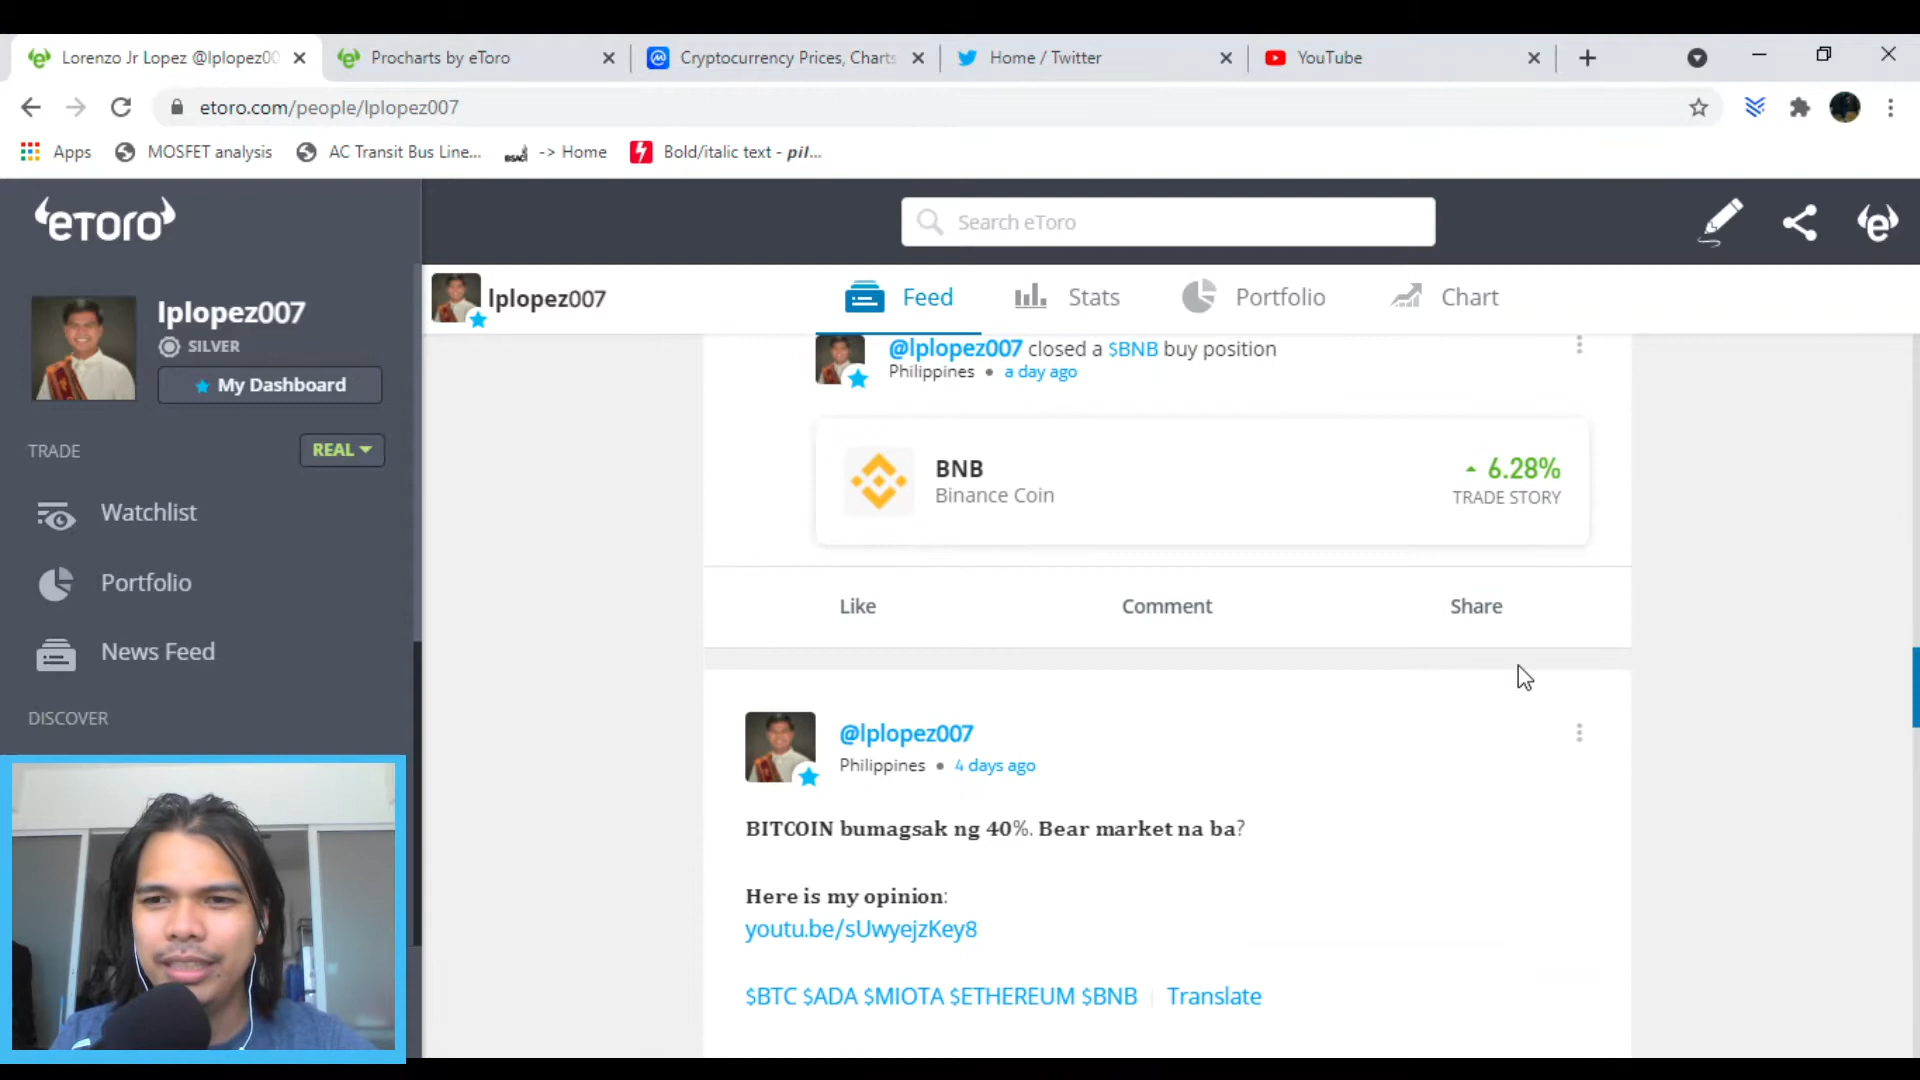 Lorenzo Jr Lopez @lplopez00
Procharts by eToro
Cryptocurrency Prices, Charts
Home / Twitter
YouTube
etoro.com/people/lplopez007
Apps
MOSFET analysis
AC Transit Bus Line...
-> Home
Bold/italic text - pil...
eToro
Search eToro
lplopez007
SILVER
My Dashboard
TRADE
REAL
Watchlist
Portfolio
News Feed
DISCOVER
lplopez007
Feed
Stats
Portfolio
Chart
@lplopez007 closed a $BNB buy position
Philippines • a day ago
BNB
Binance Coin
6.28%
TRADE STORY
Like
Comment
Share
@lplopez007
Philippines • 4 days ago
BITCOIN bumagsak ng 40%. Bear market na ba?
Here is my opinion:
youtu.be/sUwyejzKey8
$BTC $ADA $MIOTA $ETHEREUM $BNB | Translate